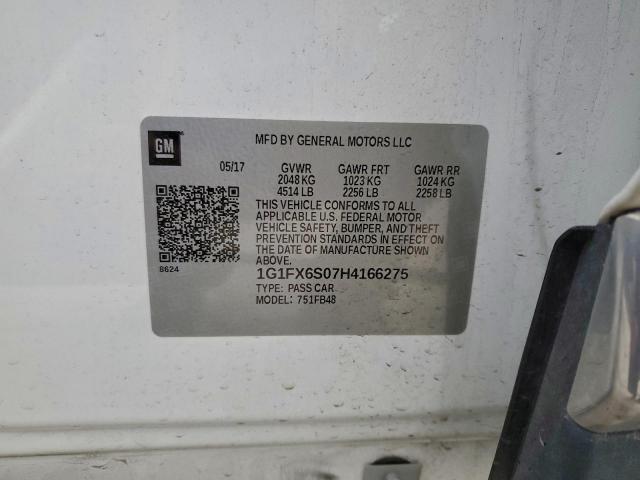 GM
MFD BY GENERAL MOTORS LLC
05/17 GVWR GAWR FRT GAWR RR
2048 KG 1023 KG 1024 KG
4514 LB 2256 LB 2258 LB
THIS VEHICLE CONFORMS TO ALL
APPLICABLE U.S. FEDERAL MOTOR
VEHICLE SAFETY, BUMPER, AND THEFT
PREVENTION STANDARDS IN EFFECT
ON THE DATE OF MANUFACTURE SHOWN
ABOVE.
8624
1G1FX6S07H4166275
TYPE: PASS CAR
MODEL: 751FB48